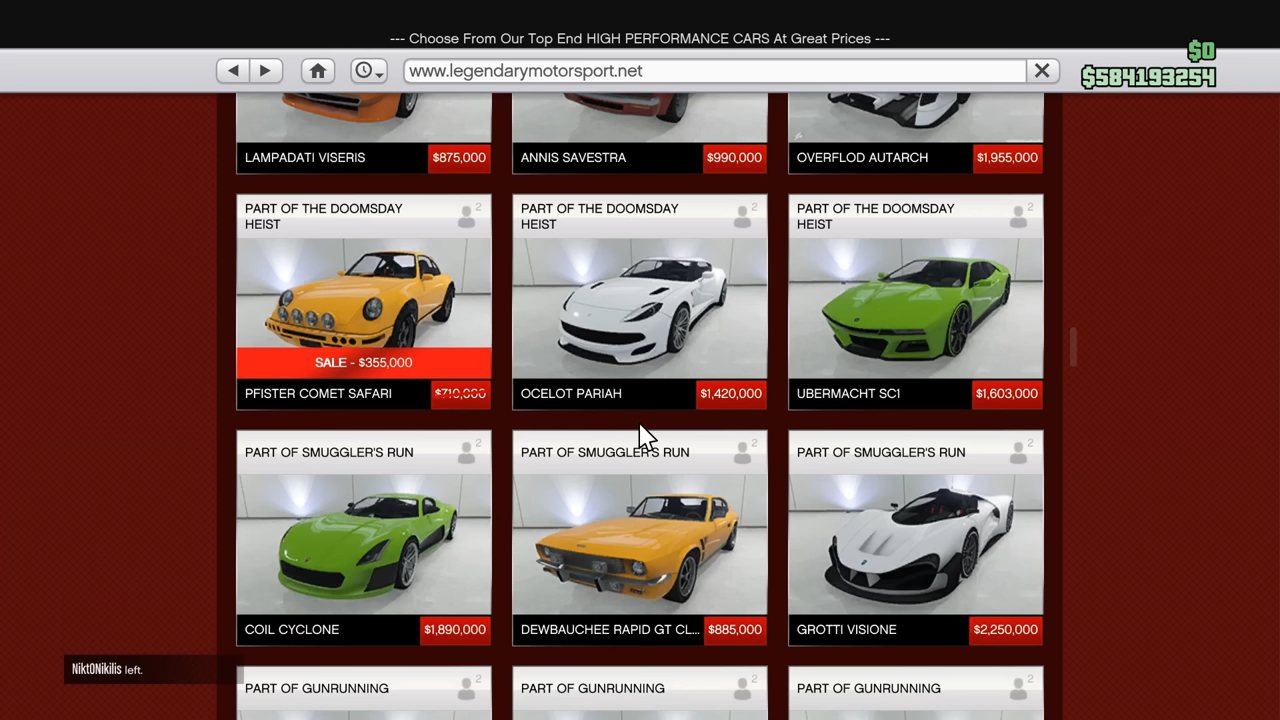 --- Choose From Our Top End HIGH PERFORMANCE CARS At Great Prices ---
$0
www.legendarymotorsport.net
$584193254
LAMPADATI VISERIS
$875,000
ANNIS SAVESTRA
$990,000
OVERFLOD AUTARCH
$1,955,000
PART OF THE DOOMSDAY
HEIST
2
PART OF THE DOOMSDAY
HEIST
2
PART OF THE DOOMSDAY
HEIST
2
SALE - $355,000
PFISTER COMET SAFARI
$710,000
OCELOT PARIAH
$1,420,000
UBERMACHT SC1
$1,603,000
PART OF SMUGGLER'S RUN
2
PART OF SMUGGLER'S RUN
2
PART OF SMUGGLER'S RUN
2
COIL CYCLONE
$1,890,000
DEWBAUCHEE RAPID GT CL...
$885,000
GROTTI VISIONE
$2,250,000
Nikt0Nikilis left.
PART OF GUNRUNNING
2
PART OF GUNRUNNING
2
PART OF GUNRUNNING
2